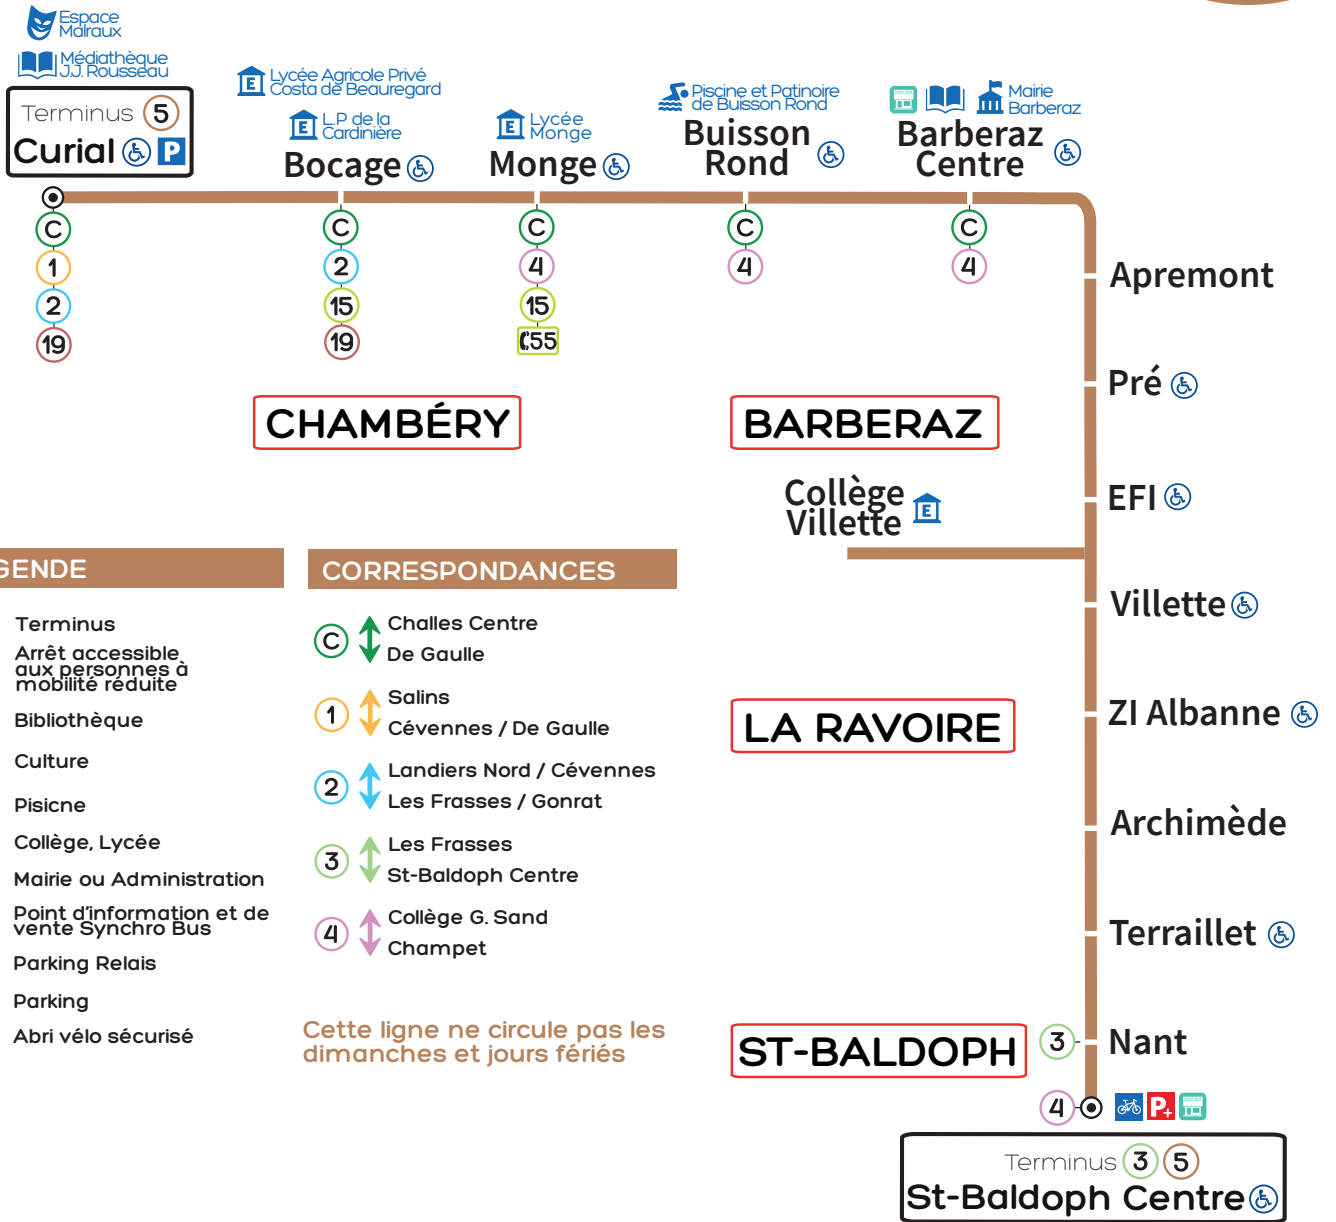 Espace
Malraux
Médiathèque
J.J. Rousseau
Terminus 5
Curial P
Lycée Agricole Privé
Costa de Beauregard
E
E L.P de la
Cardinière
Bocage
E Lycée
Monge
Monge
Piscine et Patinoire
de Buisson Rond
Buisson
Rond
Mairie
Barberaz
Barberaz
Centre
C
1
2
19
C
2
15
19
C
4
15
55
C
4
C
4
Apremont
Pré
EFI
Villette
ZI Albanne
Archimède
Terraillet
3 Nant
4 P+
Terminus 3 5
St-Baldoph Centre
CHAMBÉRY
BARBERAZ
Collège
Villette E
LA RAVOIRE
ST-BALDOPH
GENDE
Terminus
Arrêt accessible
aux personnes à
mobilité réduite
Bibliothèque
Culture
Pisicne
Collège, Lycée
Mairie ou Administration
Point d'information et de
vente Synchro Bus
Parking Relais
Parking
Abri vélo sécurisé
CORRESPONDANCES
C Challes Centre
De Gaulle
1 Salins
Cévennes / De Gaulle
2 Landiers Nord / Cévennes
Les Frasses / Gonrat
3 Les Frasses
St-Baldoph Centre
4 Collège G. Sand
Champet
Cette ligne ne circule pas les
dimanches et jours fériés